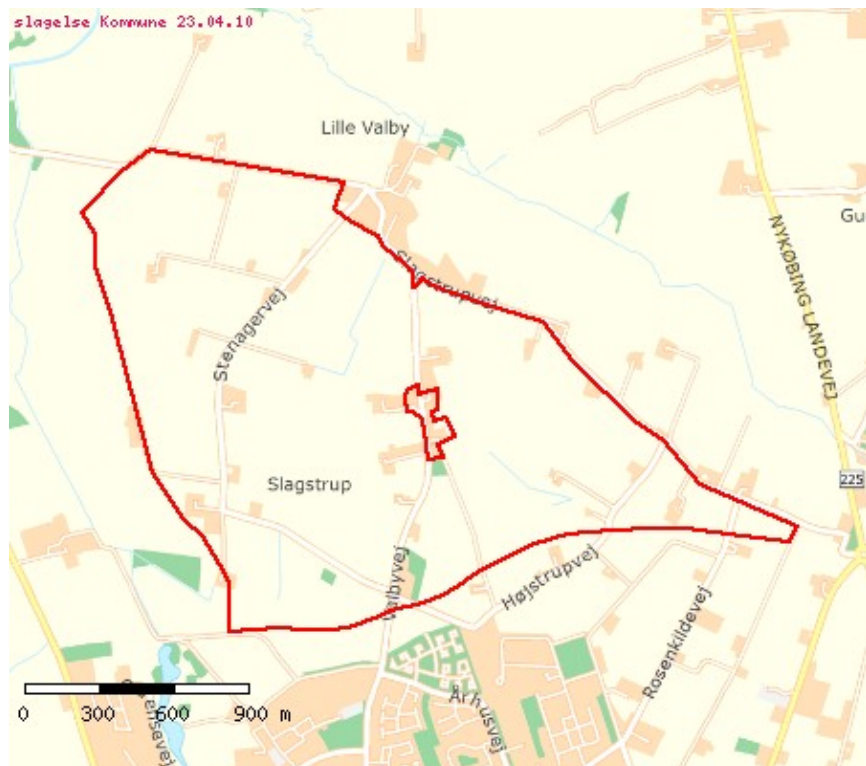 slagelse Kommune 23.04.10
Lille Valby
Gu
NYKØBING LANDEVEJ
Slagstrupvej
Stenagervej
225
Slagstrup
Højstrupvej
Valbyvej
Rosenkildevej
Århusvej
0 300 600 900 m